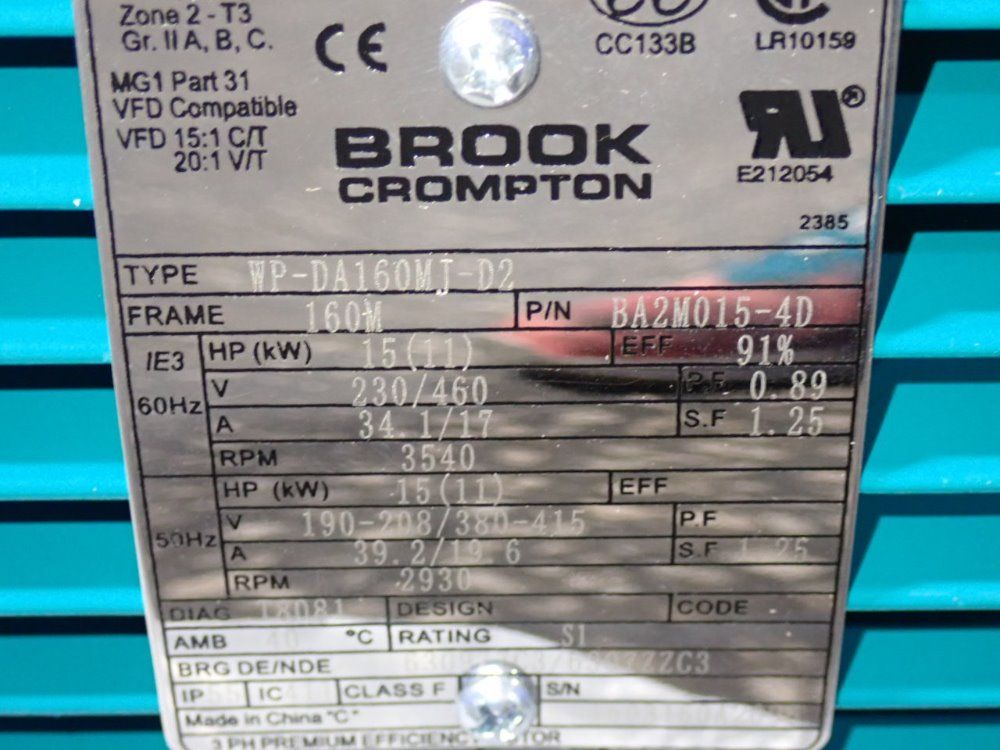 Zone 2 - T3
Gr. II A, B, C.
CE
CC133B
LR10159
MG1 Part 31
VFD Compatible
VFD 15:1 C/T
20:1 V/T
BROOK
CROMPTON
®
E212054
2385
TYPE WP-DA160MJ-D2
FRAME 160M P/N BA2M015-4D
IE3 HP (kW) 15(11) EFF 91%
60Hz V 230/460 P.F 0.89
A 34.1/17 S.F 1.25
RPM 3540
HP (kW) 15(11) EFF
50Hz V 190-208/380-415 P.F
A 39.2/19.6 S.F 1.25
RPM 2930
DIAG 18081 DESIGN CODE
AMB 40 °C RATING S1
BRG DE/NDE
IP IC CLASS F S/N
Made in China "C"
3 PH PREMIUM EFFICIENCY MOTOR